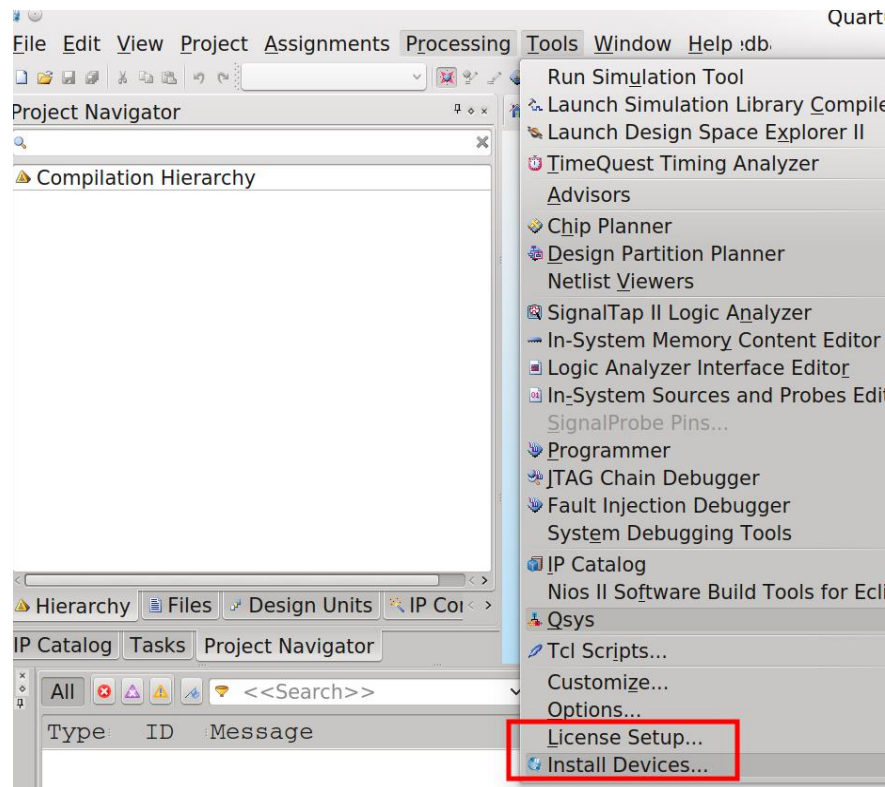 Quart
File Edit View Project Assignments Processing Tools Window Help
Project Navigator
Compilation Hierarchy
Hierarchy Files Design Units IP Cor
IP Catalog Tasks Project Navigator
All <<Search>>
Type ID Message
Run Simulation Tool
Launch Simulation Library Compile
Launch Design Space Explorer II
TimeQuest Timing Analyzer
Advisors
Chip Planner
Design Partition Planner
Netlist Viewers
SignalTap II Logic Analyzer
In-System Memory Content Editor
Logic Analyzer Interface Editor
In-System Sources and Probes Edit
SignalProbe Pins...
Programmer
JTAG Chain Debugger
Fault Injection Debugger
System Debugging Tools
IP Catalog
Nios II Software Build Tools for Ecli
Qsys
Tcl Scripts...
Customize...
Options...
License Setup...
Install Devices...